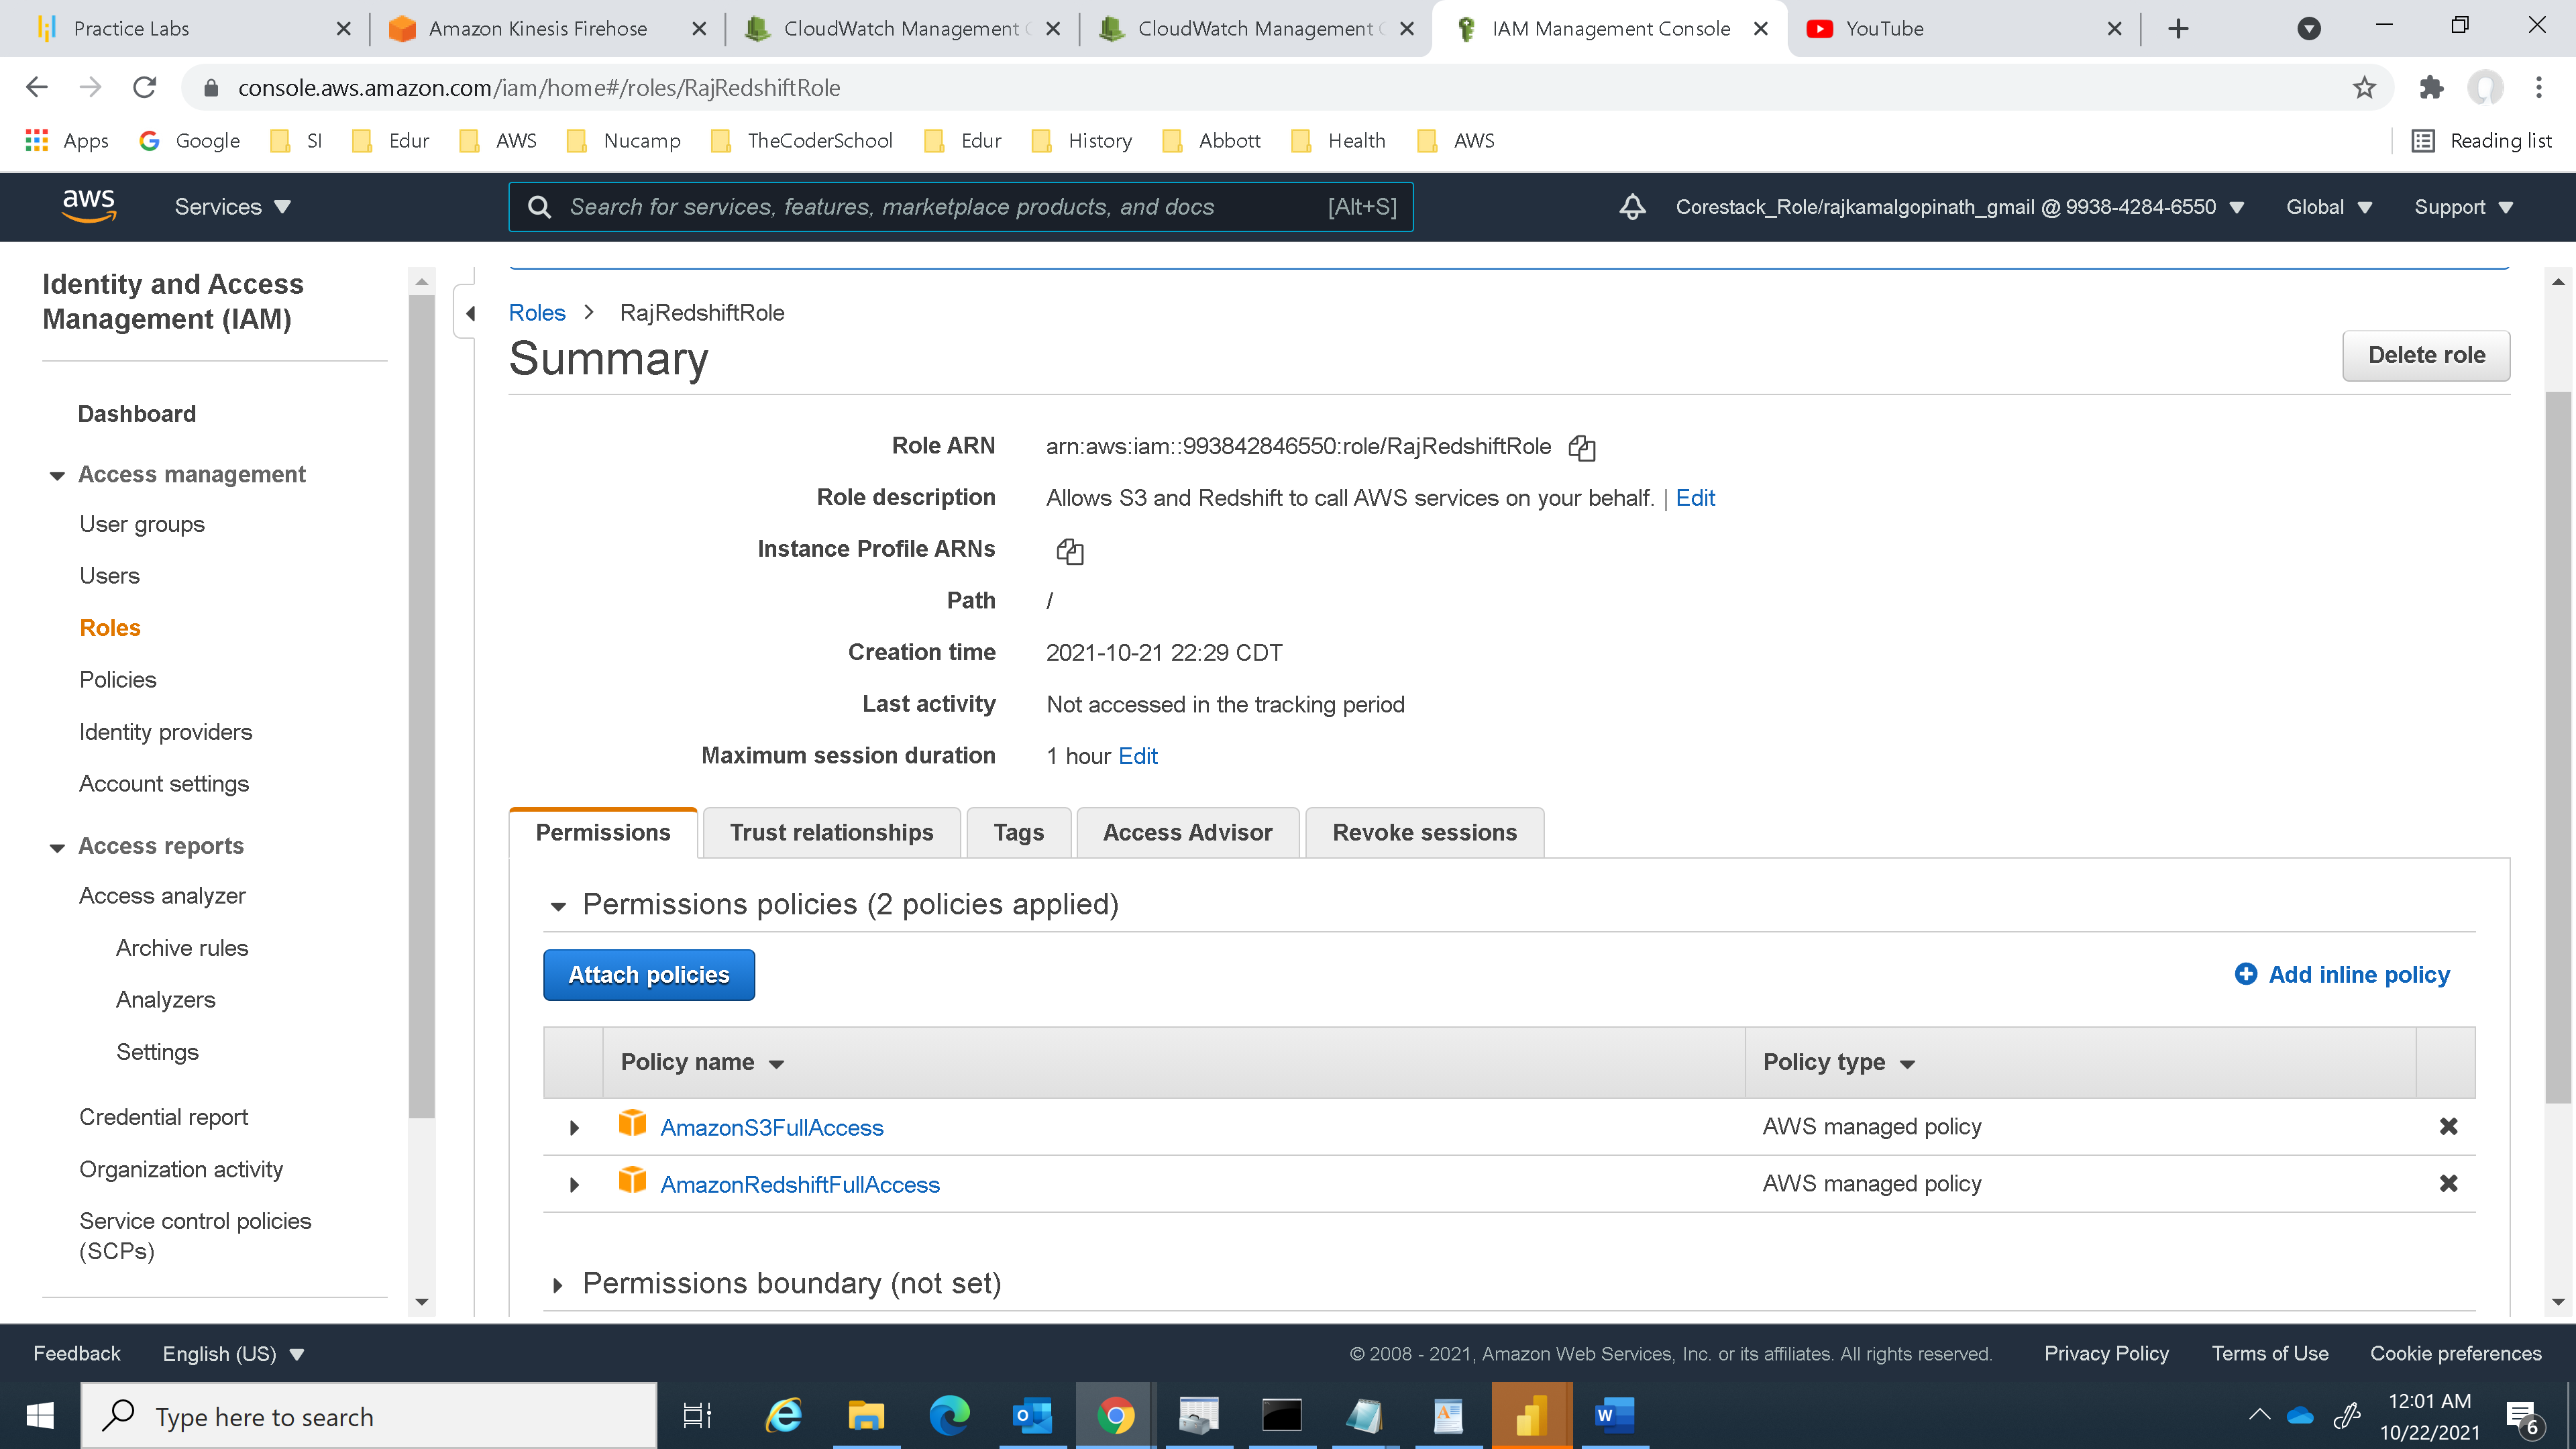 Practice Labs
Amazon Kinesis Firehose
CloudWatch Management
CloudWatch Management
IAM Management Console
YouTube
console.aws.amazon.com/iam/home#/roles/RajRedshiftRole
Apps
Google
SI
Edur
AWS
Nucamp
TheCoderSchool
Edur
History
Abbott
Health
AWS
Reading list
aws
Services
Search for services, features, marketplace products, and docs
[Alt+S]
Corestack_Role/rajkamalgopinath_gmail @ 9938-4284-6550
Global
Support
Identity and Access
Management (IAM)
Dashboard
Access management
User groups
Users
Roles
Policies
Identity providers
Account settings
Access reports
Access analyzer
Archive rules
Analyzers
Settings
Credential report
Organization activity
Service control policies
(SCPs)
Roles > RajRedshiftRole
Summary
Delete role
Role ARN arn:aws:iam::993842846550:role/RajRedshiftRole
Role description Allows S3 and Redshift to call AWS services on your behalf. | Edit
Instance Profile ARNs
Path /
Creation time 2021-10-21 22:29 CDT
Last activity Not accessed in the tracking period
Maximum session duration 1 hour Edit
Permissions
Trust relationships
Tags
Access Advisor
Revoke sessions
Permissions policies (2 policies applied)
Attach policies
Add inline policy
Policy name
Policy type
AmazonS3FullAccess AWS managed policy
AmazonRedshiftFullAccess AWS managed policy
Permissions boundary (not set)
Feedback
English (US)
© 2008 - 2021, Amazon Web Services, Inc. or its affiliates. All rights reserved.
Privacy Policy
Terms of Use
Cookie preferences
Type here to search
12:01 AM
10/22/2021
6